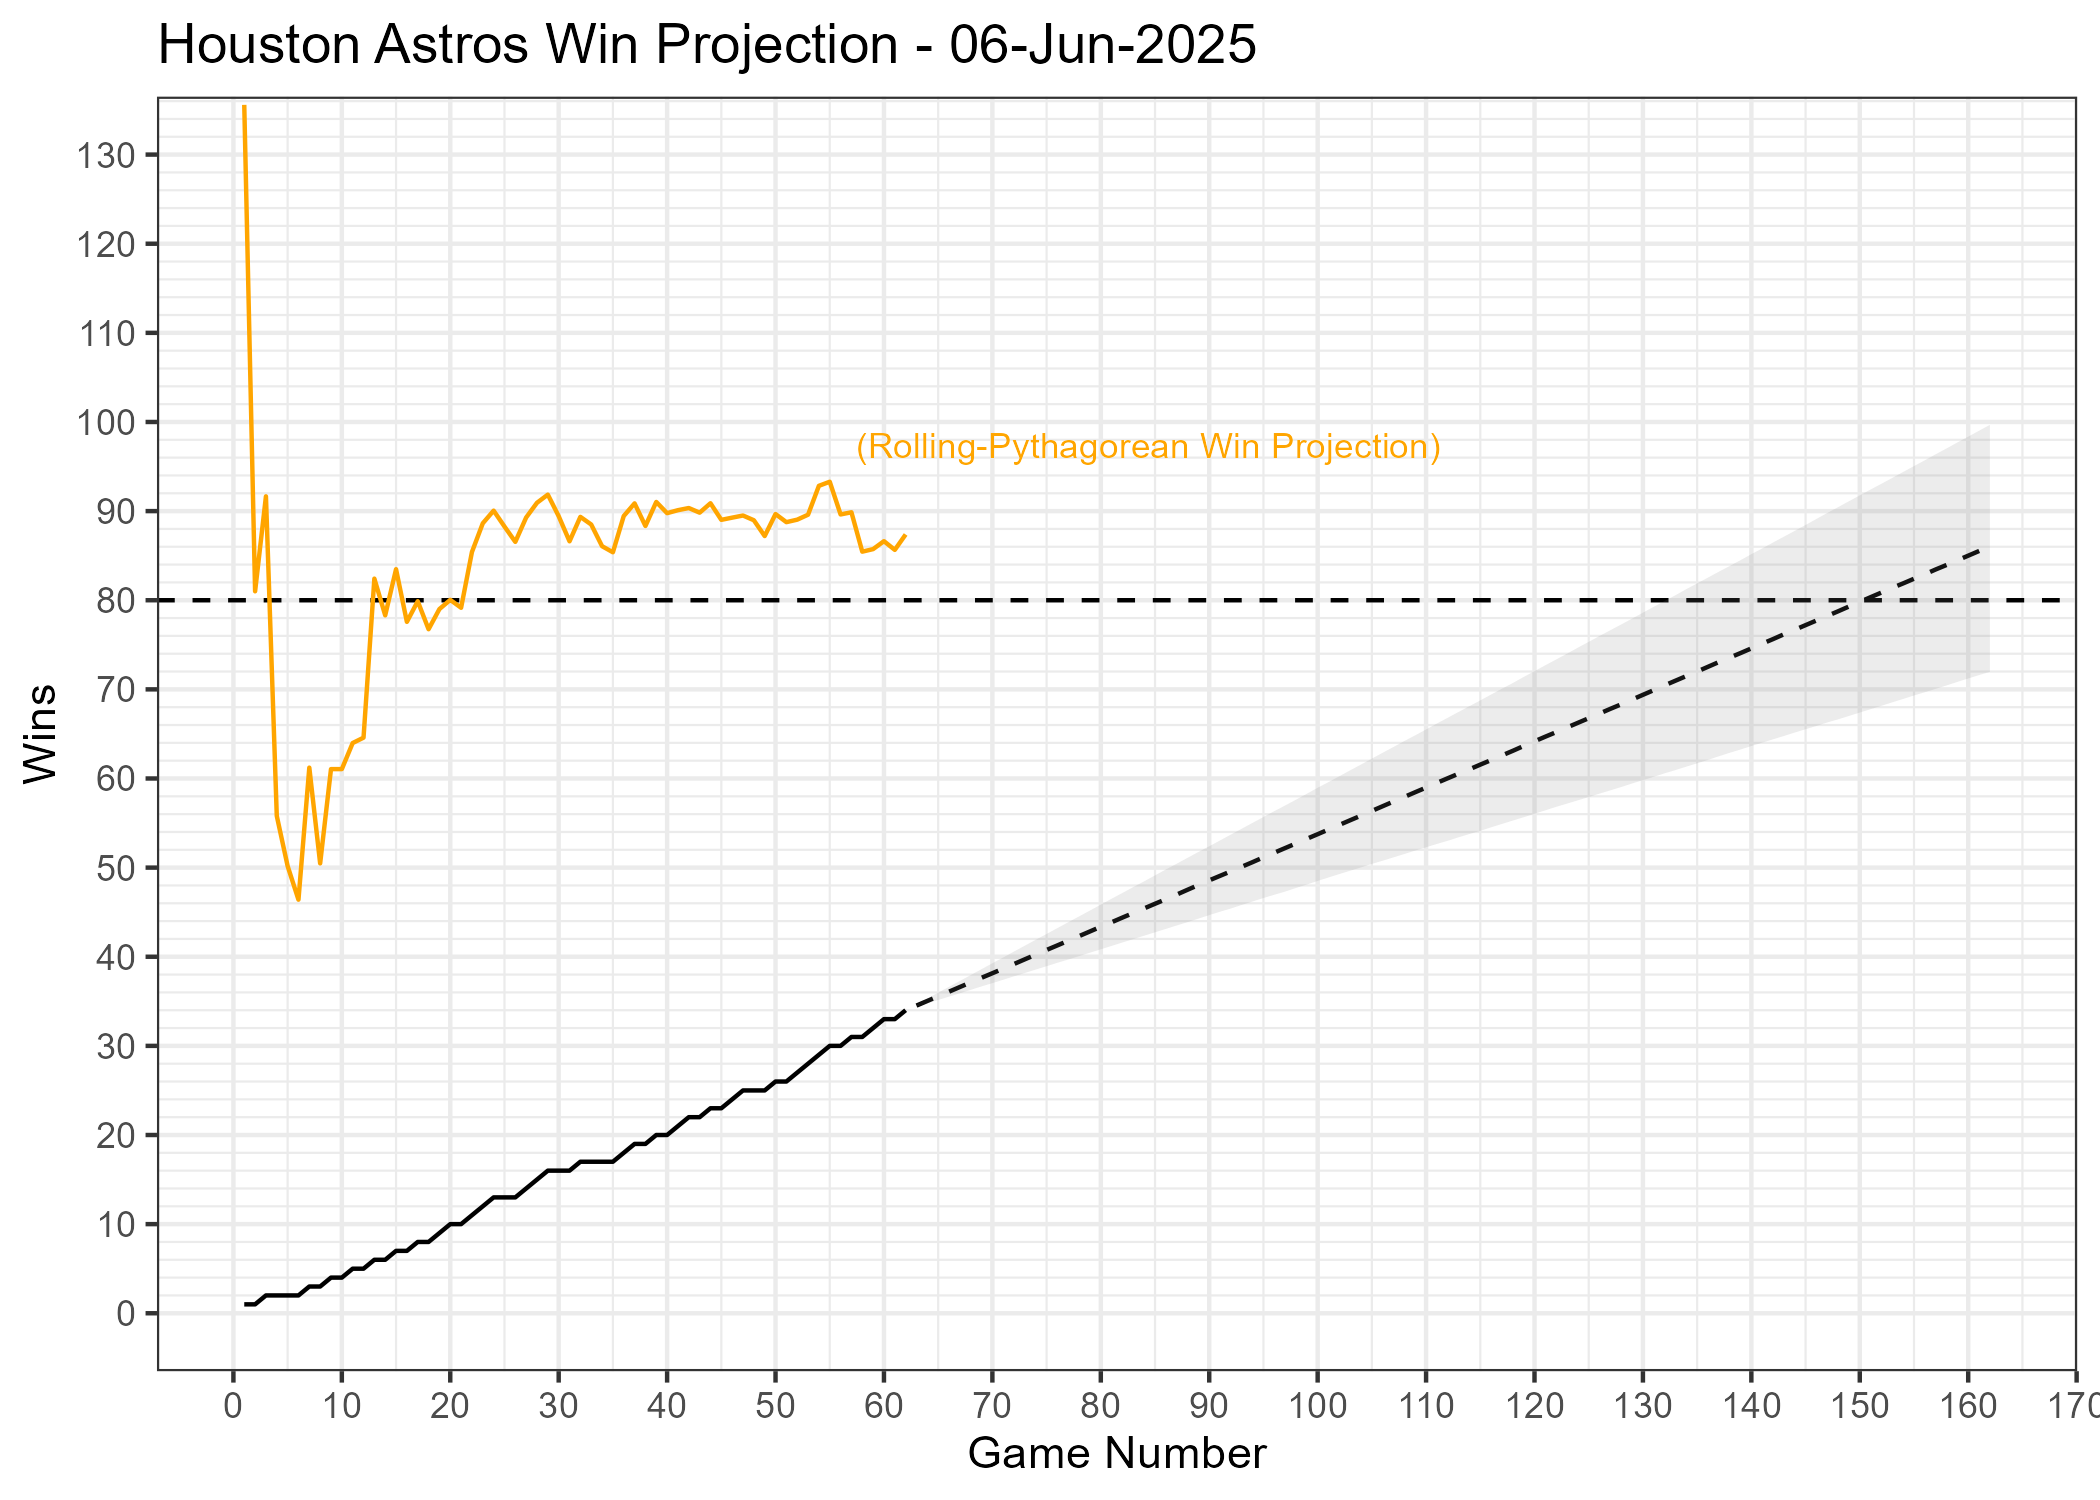 Houston Astros Win Projection - 06-Jun-2025
130
120
110
100
(Rolling-Pythagorean Win Projection)
90
80
70
Wins
60
50
40
30
20
10
0
0 10 20 30 40 50 60 70 80 90 100 110 120 130 140 150 160 170
Game Number